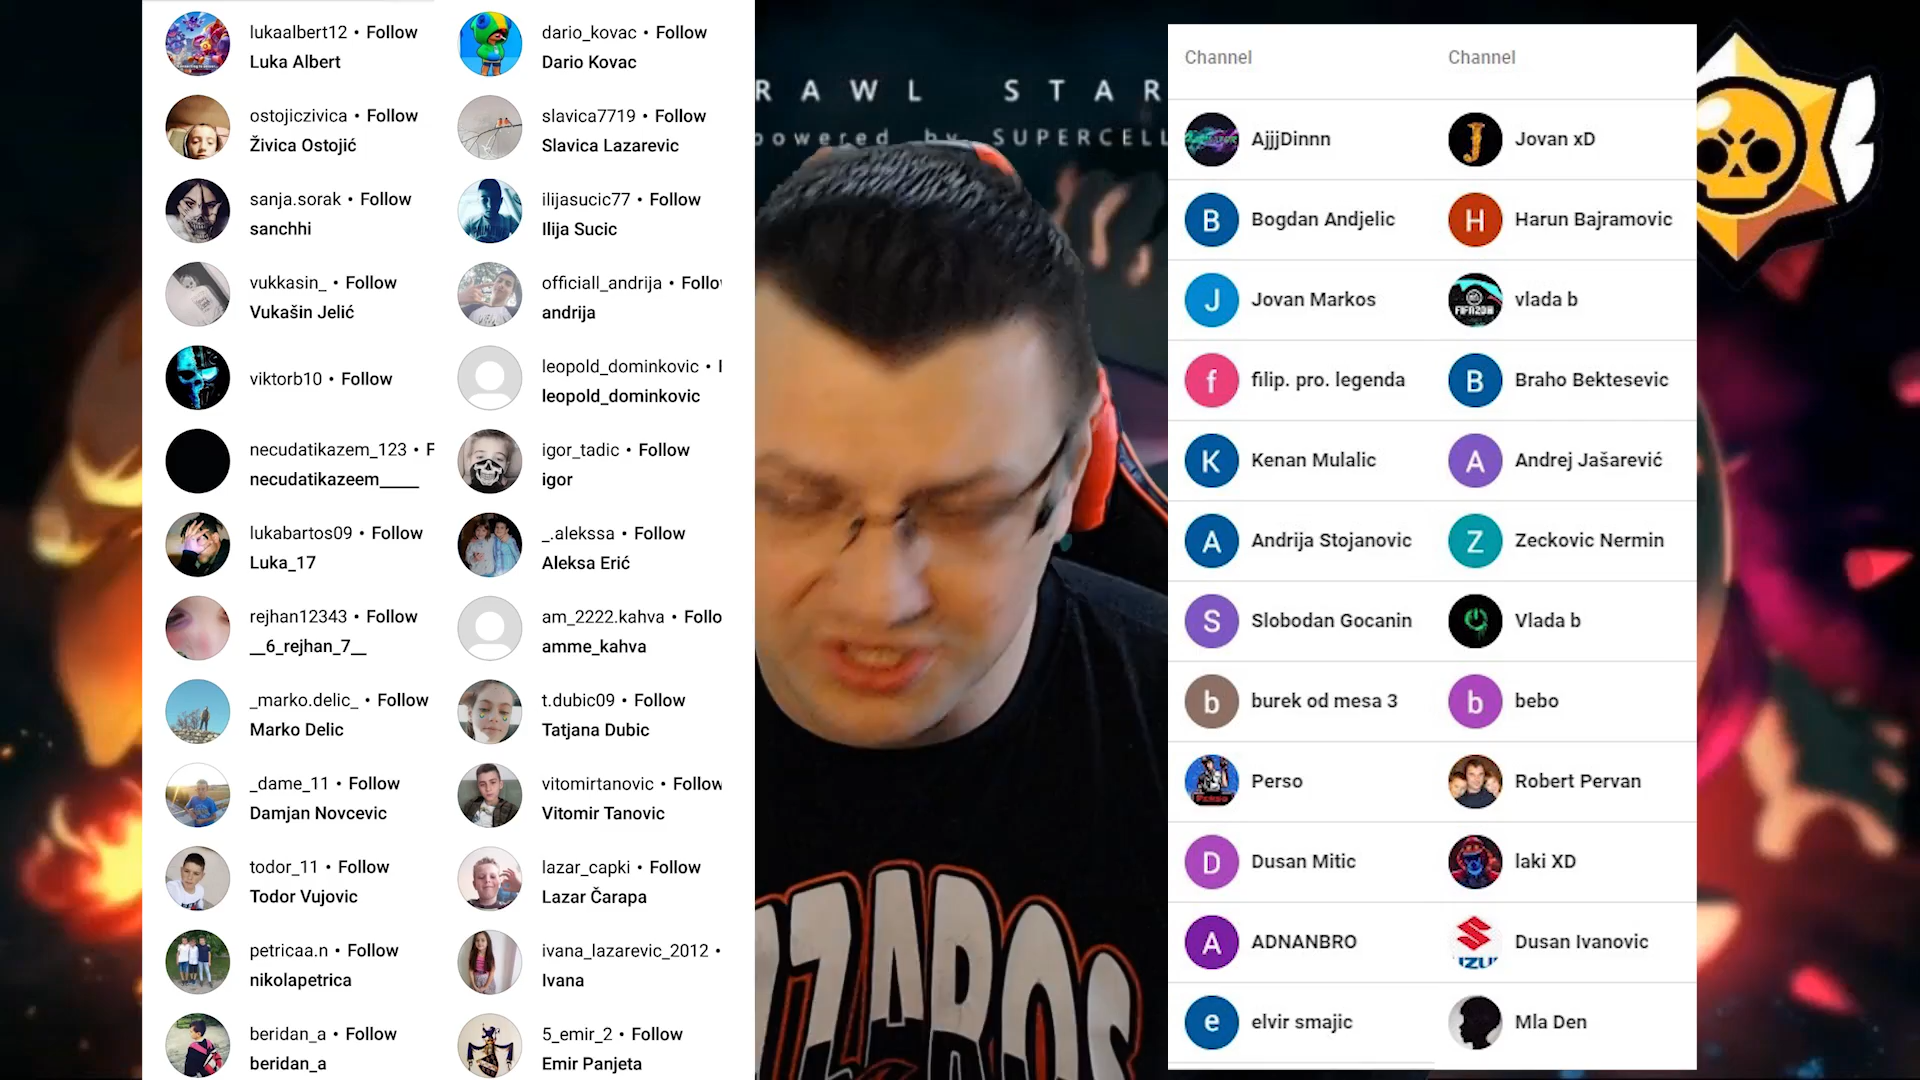 lukaalbert12 • Follow
Luka Albert
ostojiczivica • Follow
Živica Ostojić
sanja.sorak • Follow
sanchhi
vukkasin_ • Follow
Vukašin Jelić
viktorb10 • Follow
necudatikazem_123 • F
necudatikazeem_____
lukabartos09 • Follow
Luka_17
rejhan12343 • Follow
__6_rejhan_7__
_marko.delic_ • Follow
Marko Delic
_dame_11 • Follow
Damjan Novcevic
todor_11 • Follow
Todor Vujovic
petricaa.n • Follow
nikolapetrica
beridan_a • Follow
beridan_a
dario_kovac • Follow
Dario Kovac
slavica7719 • Follow
Slavica Lazarevic
ilijasucic77 • Follow
Ilija Sucic
officiall_andrija • Follow
andrija
leopold_dominkovic •
leopold_dominkovic
igor_tadic • Follow
igor
_.alekssa • Follow
Aleksa Erić
am_2222.kahva • Follo
amme_kahva
t.dubic09 • Follow
Tatjana Dubic
vitomirtanovic • Follow
Vitomir Tanovic
lazar_capki • Follow
Lazar Čarapa
ivana_lazarevic_2012 •
Ivana
5_emir_2 • Follow
Emir Panjeta
RAWL STAR
powered by SUPERCELL
Channel
AjjjDinnn
Bogdan Andjelic
Jovan Markos
filip. pro. legenda
Kenan Mulalic
Andrija Stojanovic
Slobodan Gocanin
burek od mesa 3
Perso
Dusan Mitic
ADNANBRO
elvir smajic
Channel
Jovan xD
Harun Bajramovic
vlada b
Braho Bektesevic
Andrej Jašarević
Zeckovic Nermin
Vlada b
bebo
Robert Pervan
laki XD
Dusan Ivanovic
Mla Den
B
J
f
K
A
S
b
D
A
e
J
H
B
A
Z
b